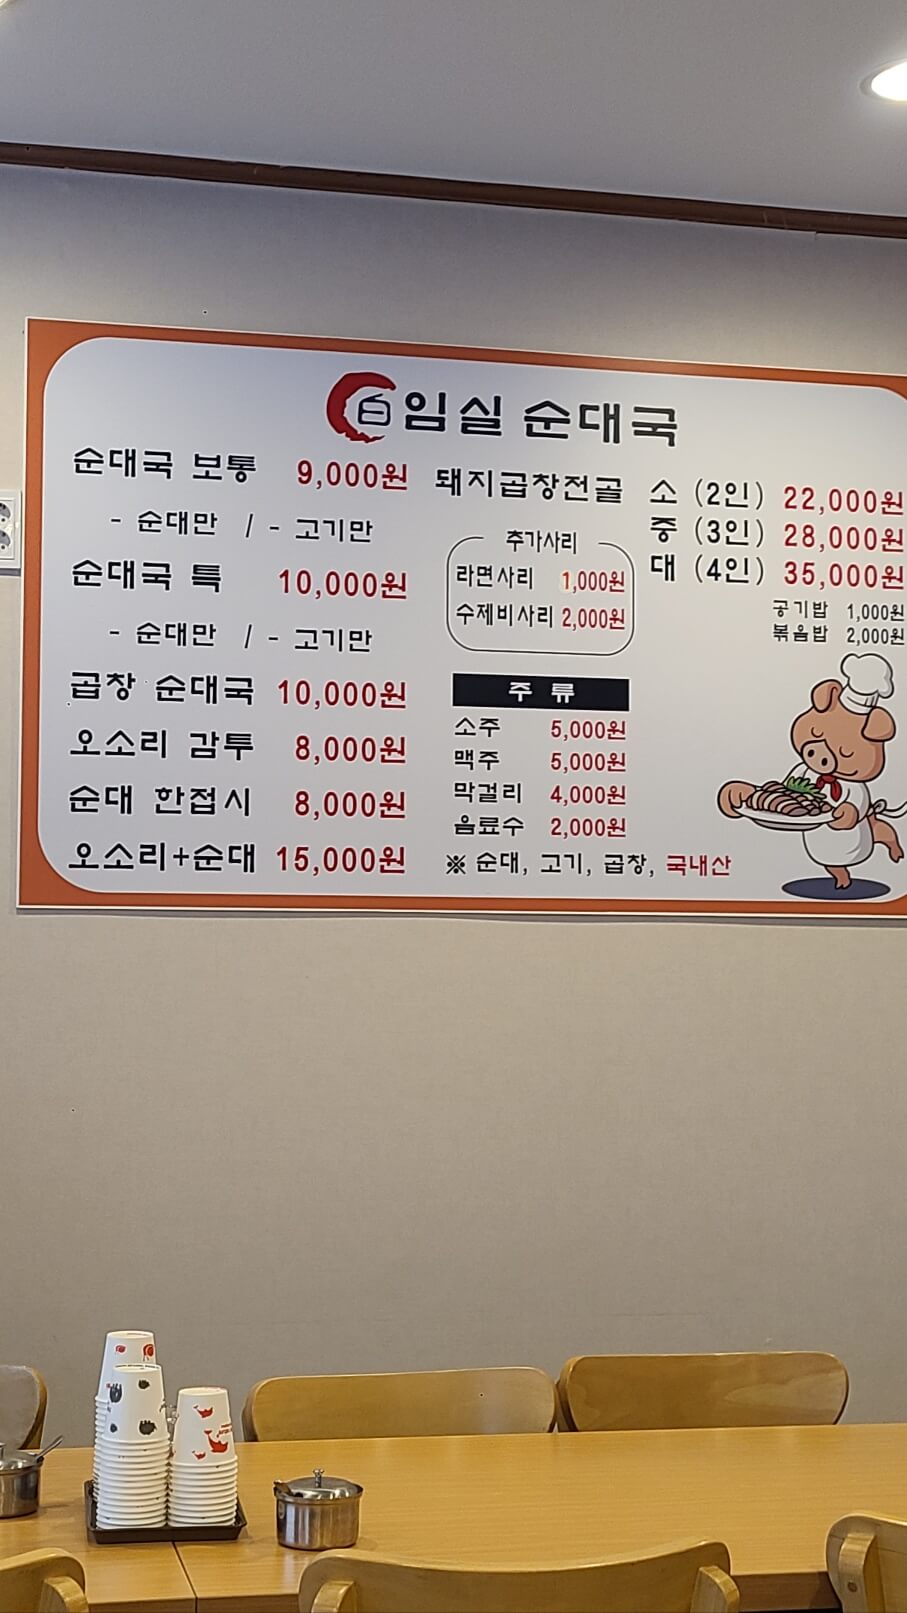 白 임실 순대국
순대국 보통 9,000원
- 순대만 / - 고기만
순대국 특 10,000원
- 순대만 / - 고기만
곱창 순대국 10,000원
오소리 감투 8,000원
순대 한접시 8,000원
오소리+순대 15,000원
돼지곱창전골 소 (2인) 22,000원
중 (3인) 28,000원
대 (4인) 35,000원
공기밥 1,000원
볶음밥 2,000원
추가사리
라면사리 1,000원
수제비사리 2,000원
주 류
소주 5,000원
맥주 5,000원
막걸리 4,000원
음료수 2,000원
※ 순대, 고기, 곱창, 국내산